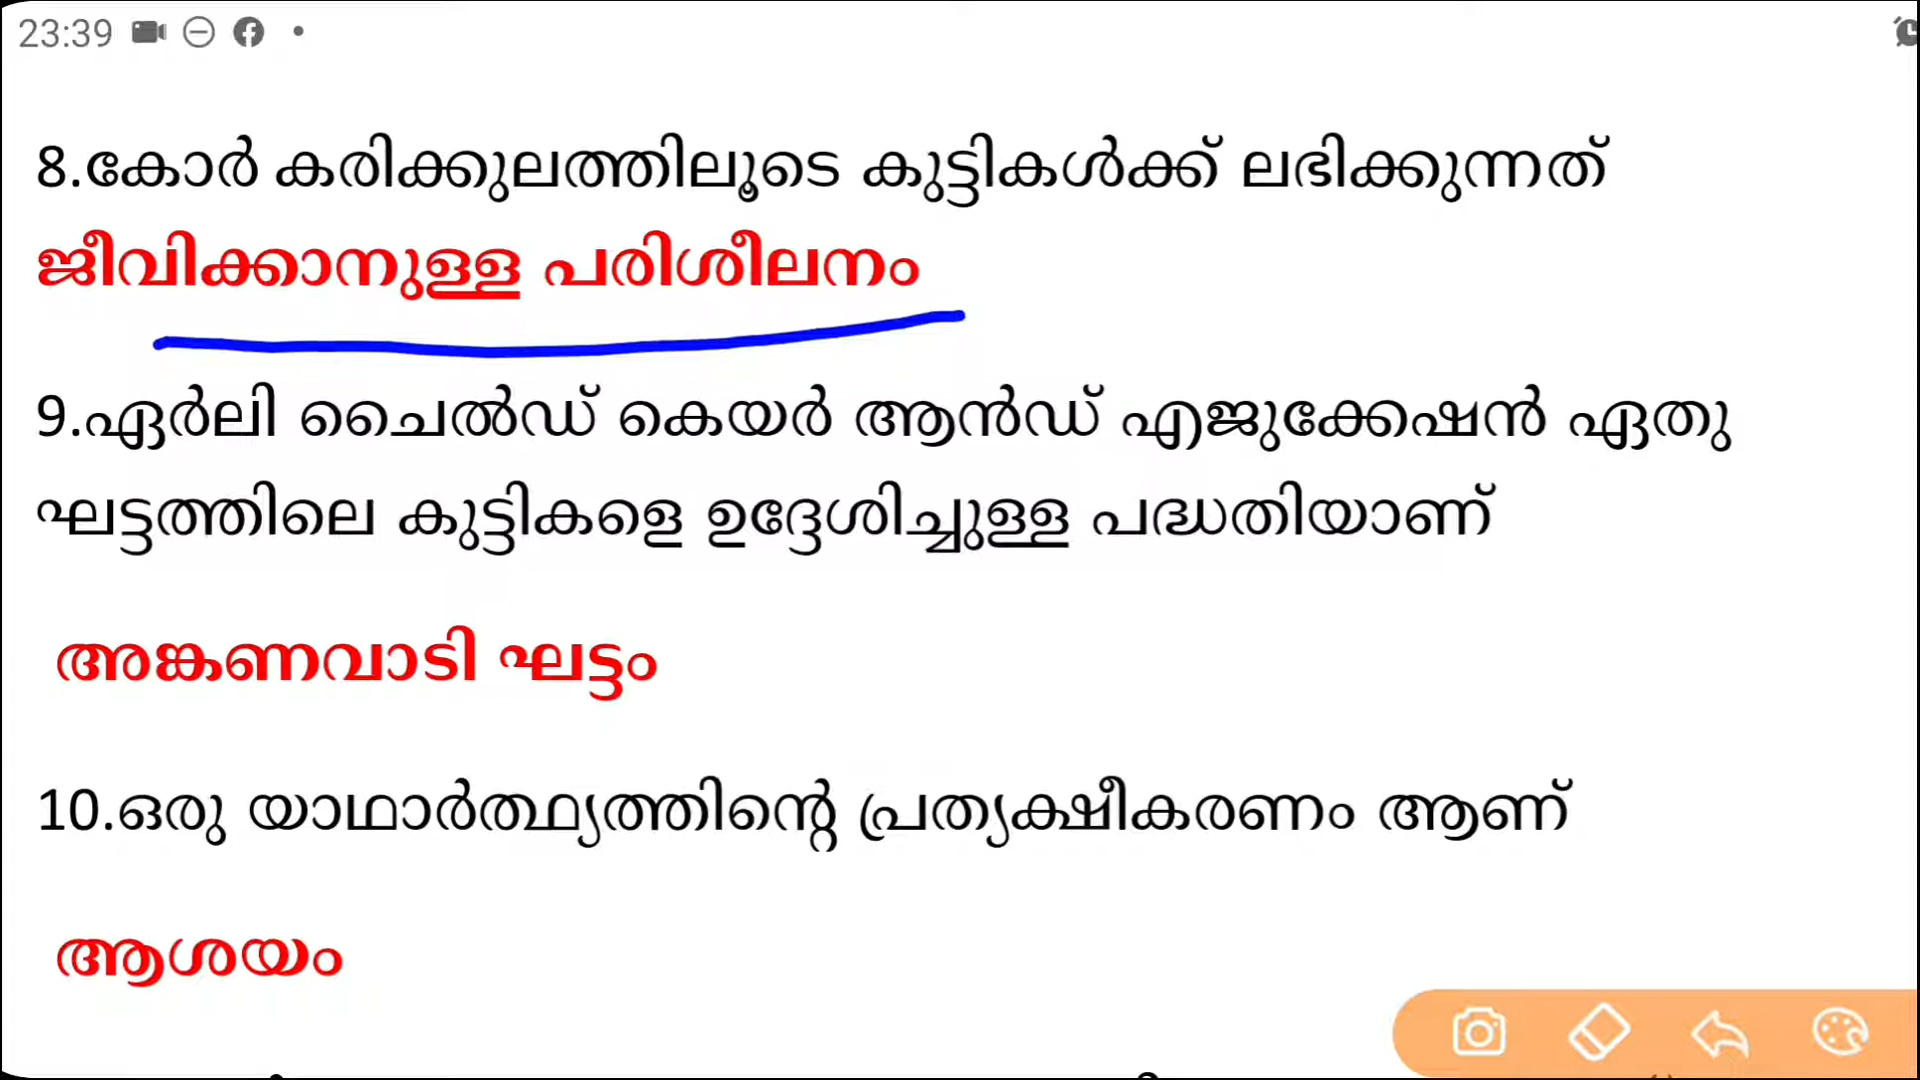 23:39
8.കോർ കരിക്കുലത്തിലൂടെ കുട്ടികൾക്ക് ലഭിക്കുന്നത്
ജീവിക്കാനുള്ള പരിശീലനം
9.ഏർലി ചൈൽഡ് കെയർ ആൻഡ് എജുക്കേഷൻ ഏതു
ഘട്ടത്തിലെ കുട്ടികളെ ഉദ്ദേശിച്ചുള്ള പദ്ധതിയാണ്
അങ്കണവാടി ഘട്ടം
10.ഒരു യാഥാർത്ഥ്യത്തിന്റെ പ്രത്യക്ഷീകരണം ആണ്
ആശയം